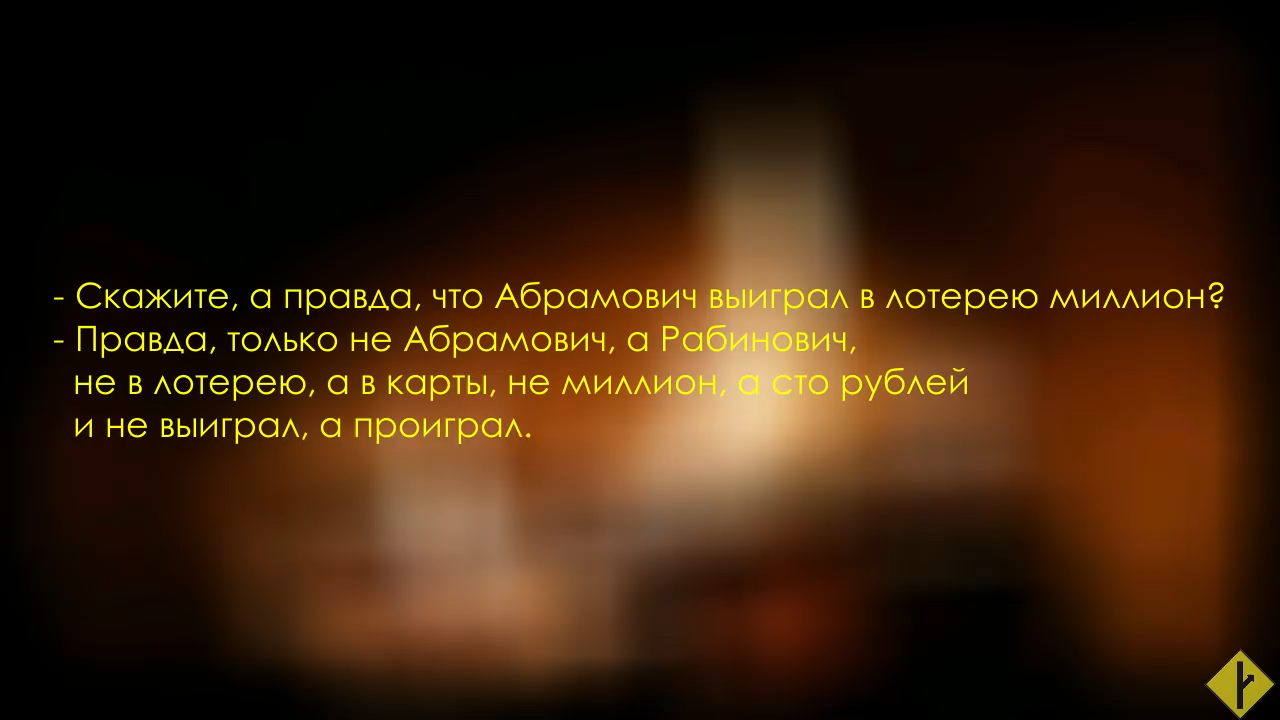 - Скажите, а правда, что Абрамович выиграл в лотерею миллион?
- Правда, только не Абрамович, а Рабинович,
не в лотерею, а в карты, не миллион, а сто рублей
и не выиграл, а проиграл.